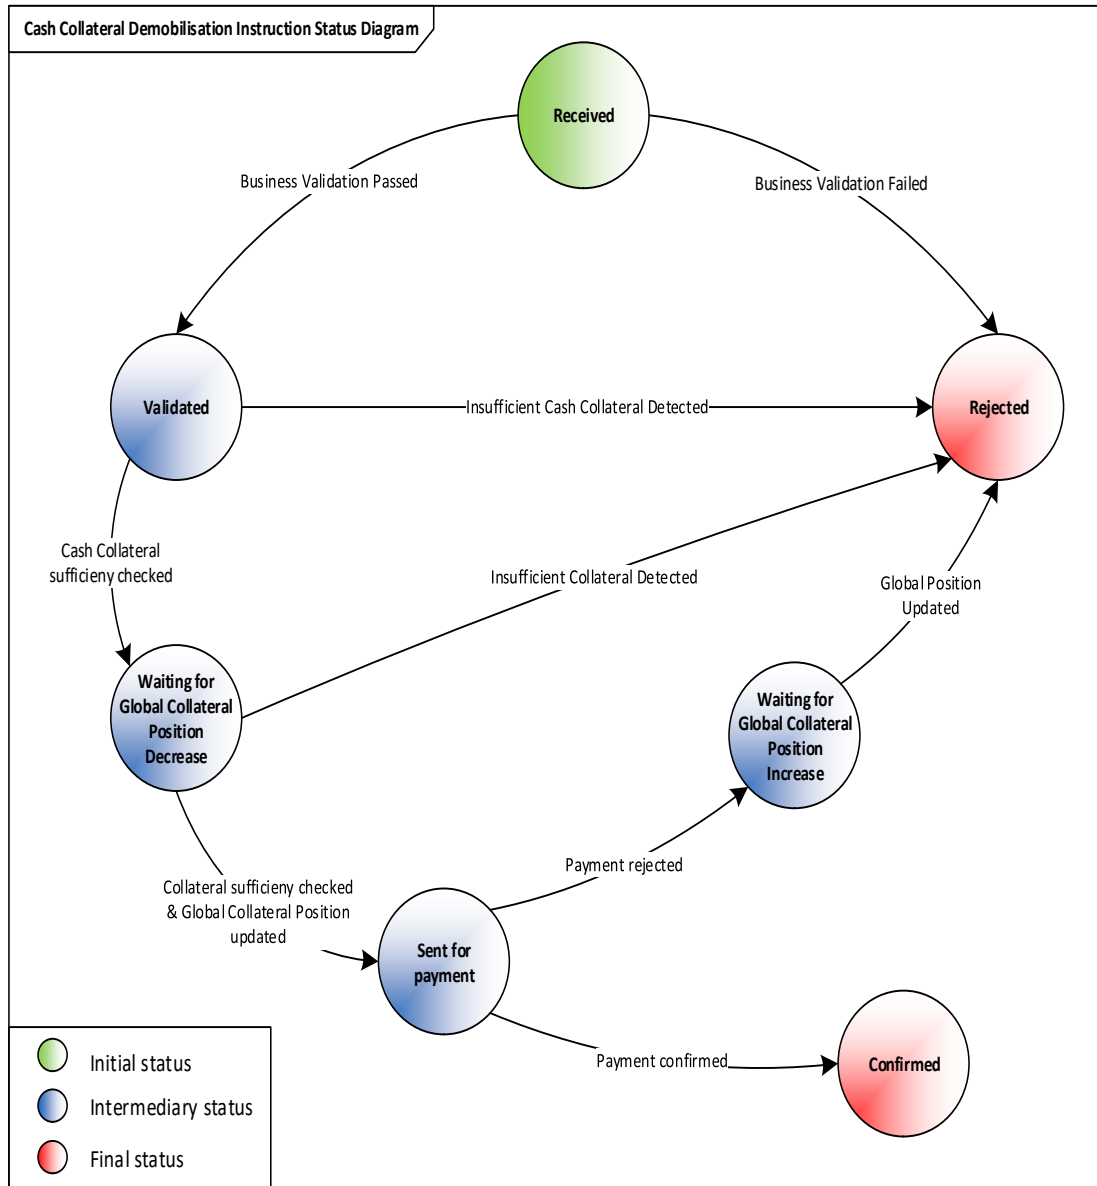 Cash Collateral Demobilisation Instruction Status Diagram
Received
Business Validation Passed
Business Validation Failed
Validated
Insufficient Cash Collateral Detected
Rejected
Cash Collateral
sufficieny checked
Insufficient Collateral Detected
Global Position
Updated
Waiting for
Global Collateral
Position
Decrease
Waiting for
Global Collateral
Position
Increase
Payment rejected
Collateral sufficieny checked
& Global Collateral Position
updated
Sent for
payment
Payment confirmed
Confirmed
Initial status
Intermediary status
Final status